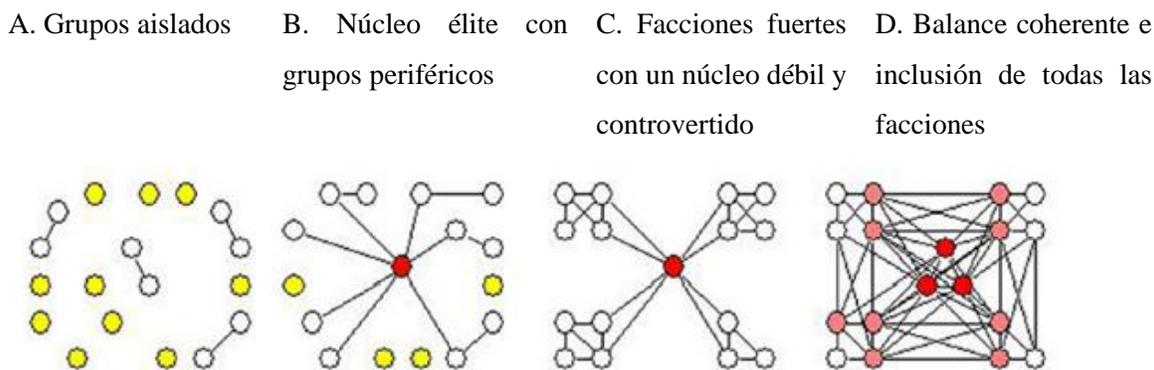 A. Grupos aislados
B. Núcleo élite con
grupos periféricos
C. Facciones fuertes
con un núcleo débil y
controvertido
D. Balance coherente e
inclusión de todas las
facciones